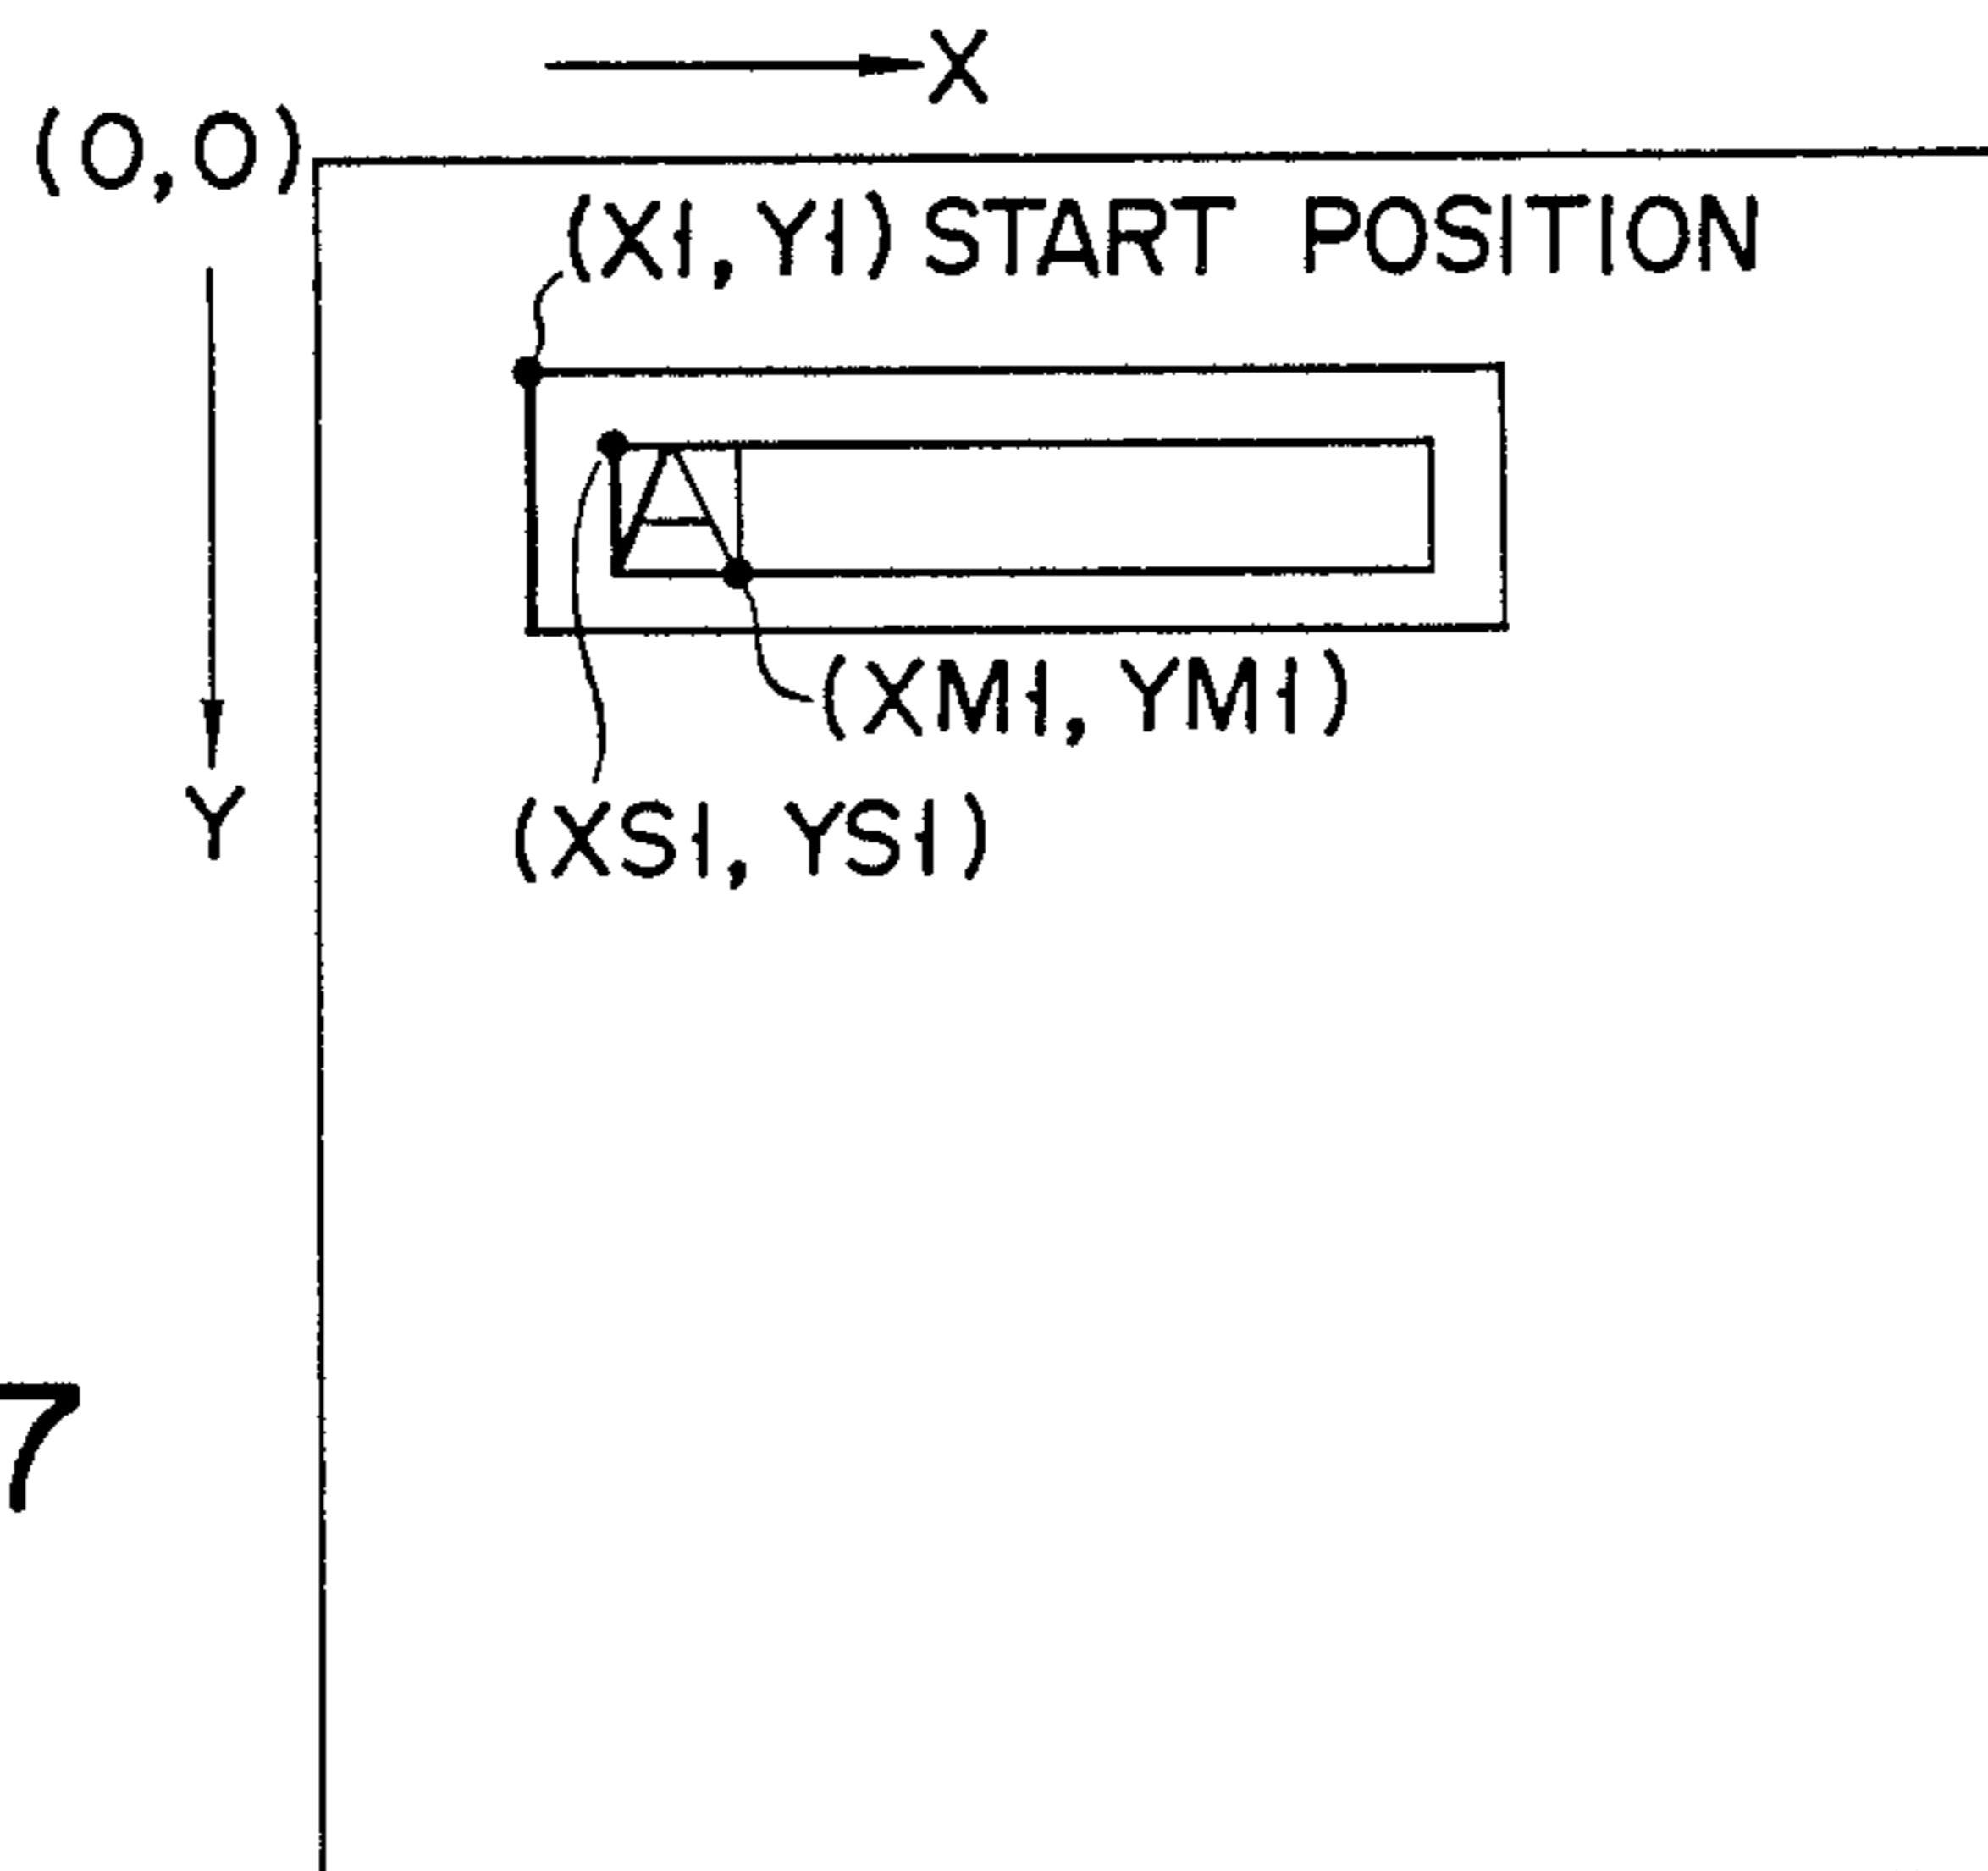 X
(0,0)
(X1,Y1) START POSITION
A
(XM1,YM1)
Y
(XS1,YS1)
7